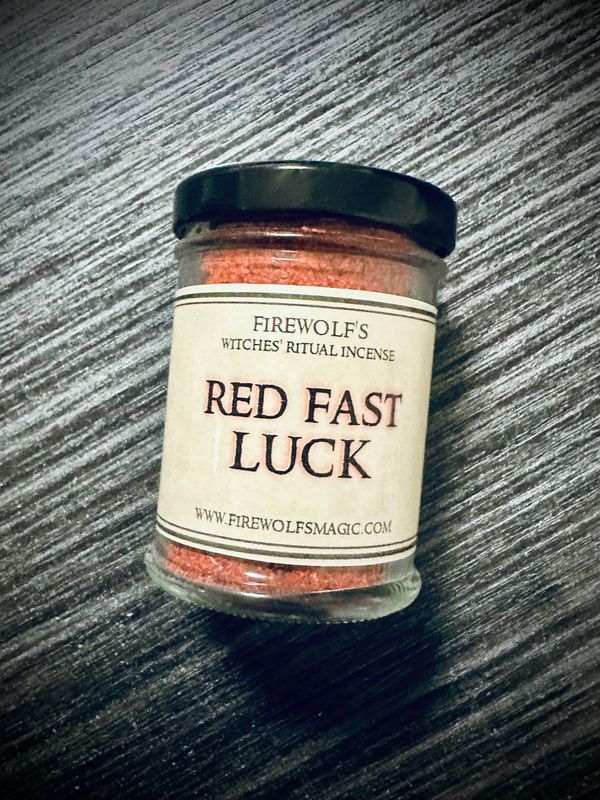 FIREWOLF'S
WITCHES' RITUAL INCENSE
RED FAST
LUCK
WWW.FIREWOLFSMAGIC.COM